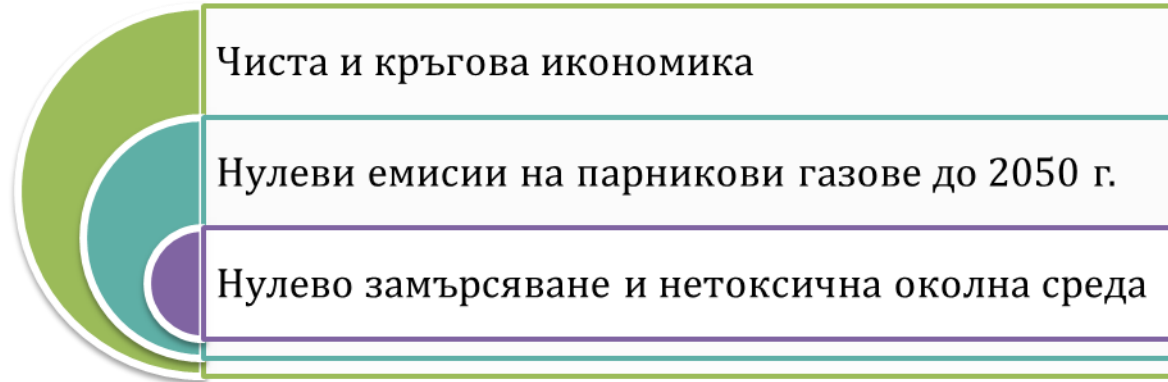 Чиста и кръгова икономика
Нулеви емисии на парникови газове до 2050 г.
Нулево замърсяване и нетоксична околна среда